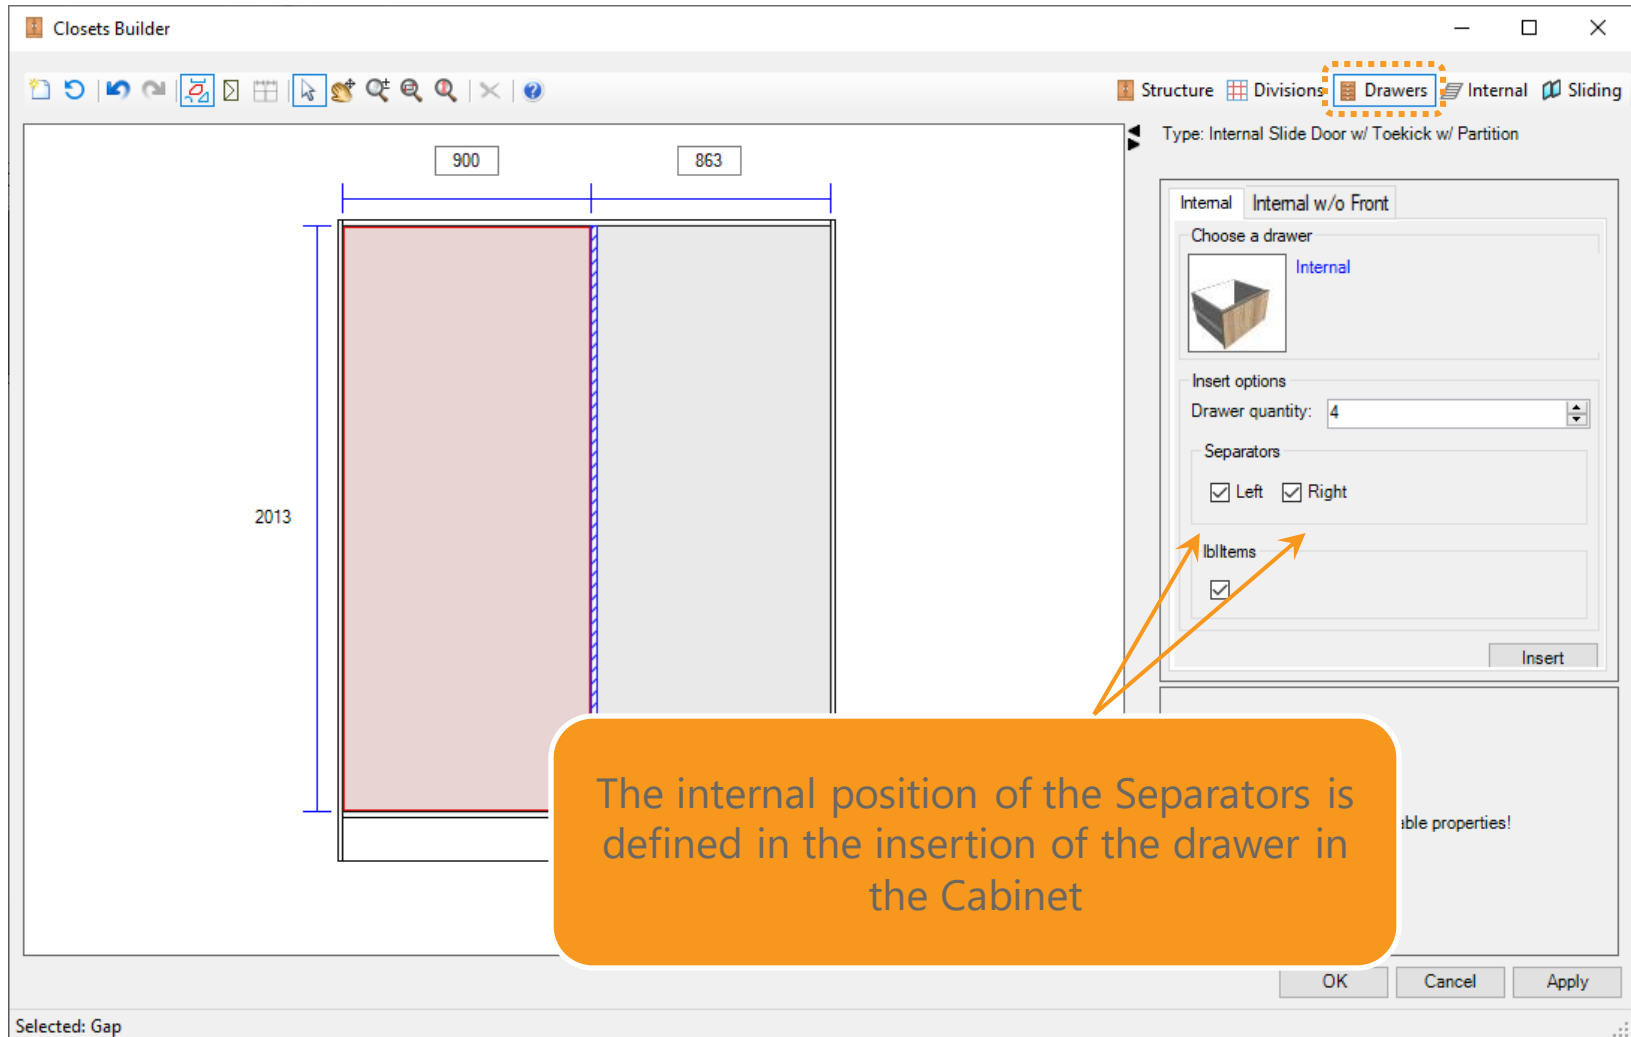 Closets Builder
Structure Divisions Drawers Internal Sliding
Type: Internal Slide Door w/ Toekick w/ Partition
900 863
2013
Internal Internal w/o Front
Choose a drawer
Internal
Insert options
Drawer quantity: 4
Separators
Left Right
lblItems
Insert
The internal position of the Separators is
defined in the insertion of the drawer in
the Cabinet
properties!
OK Cancel Apply
Selected: Gap